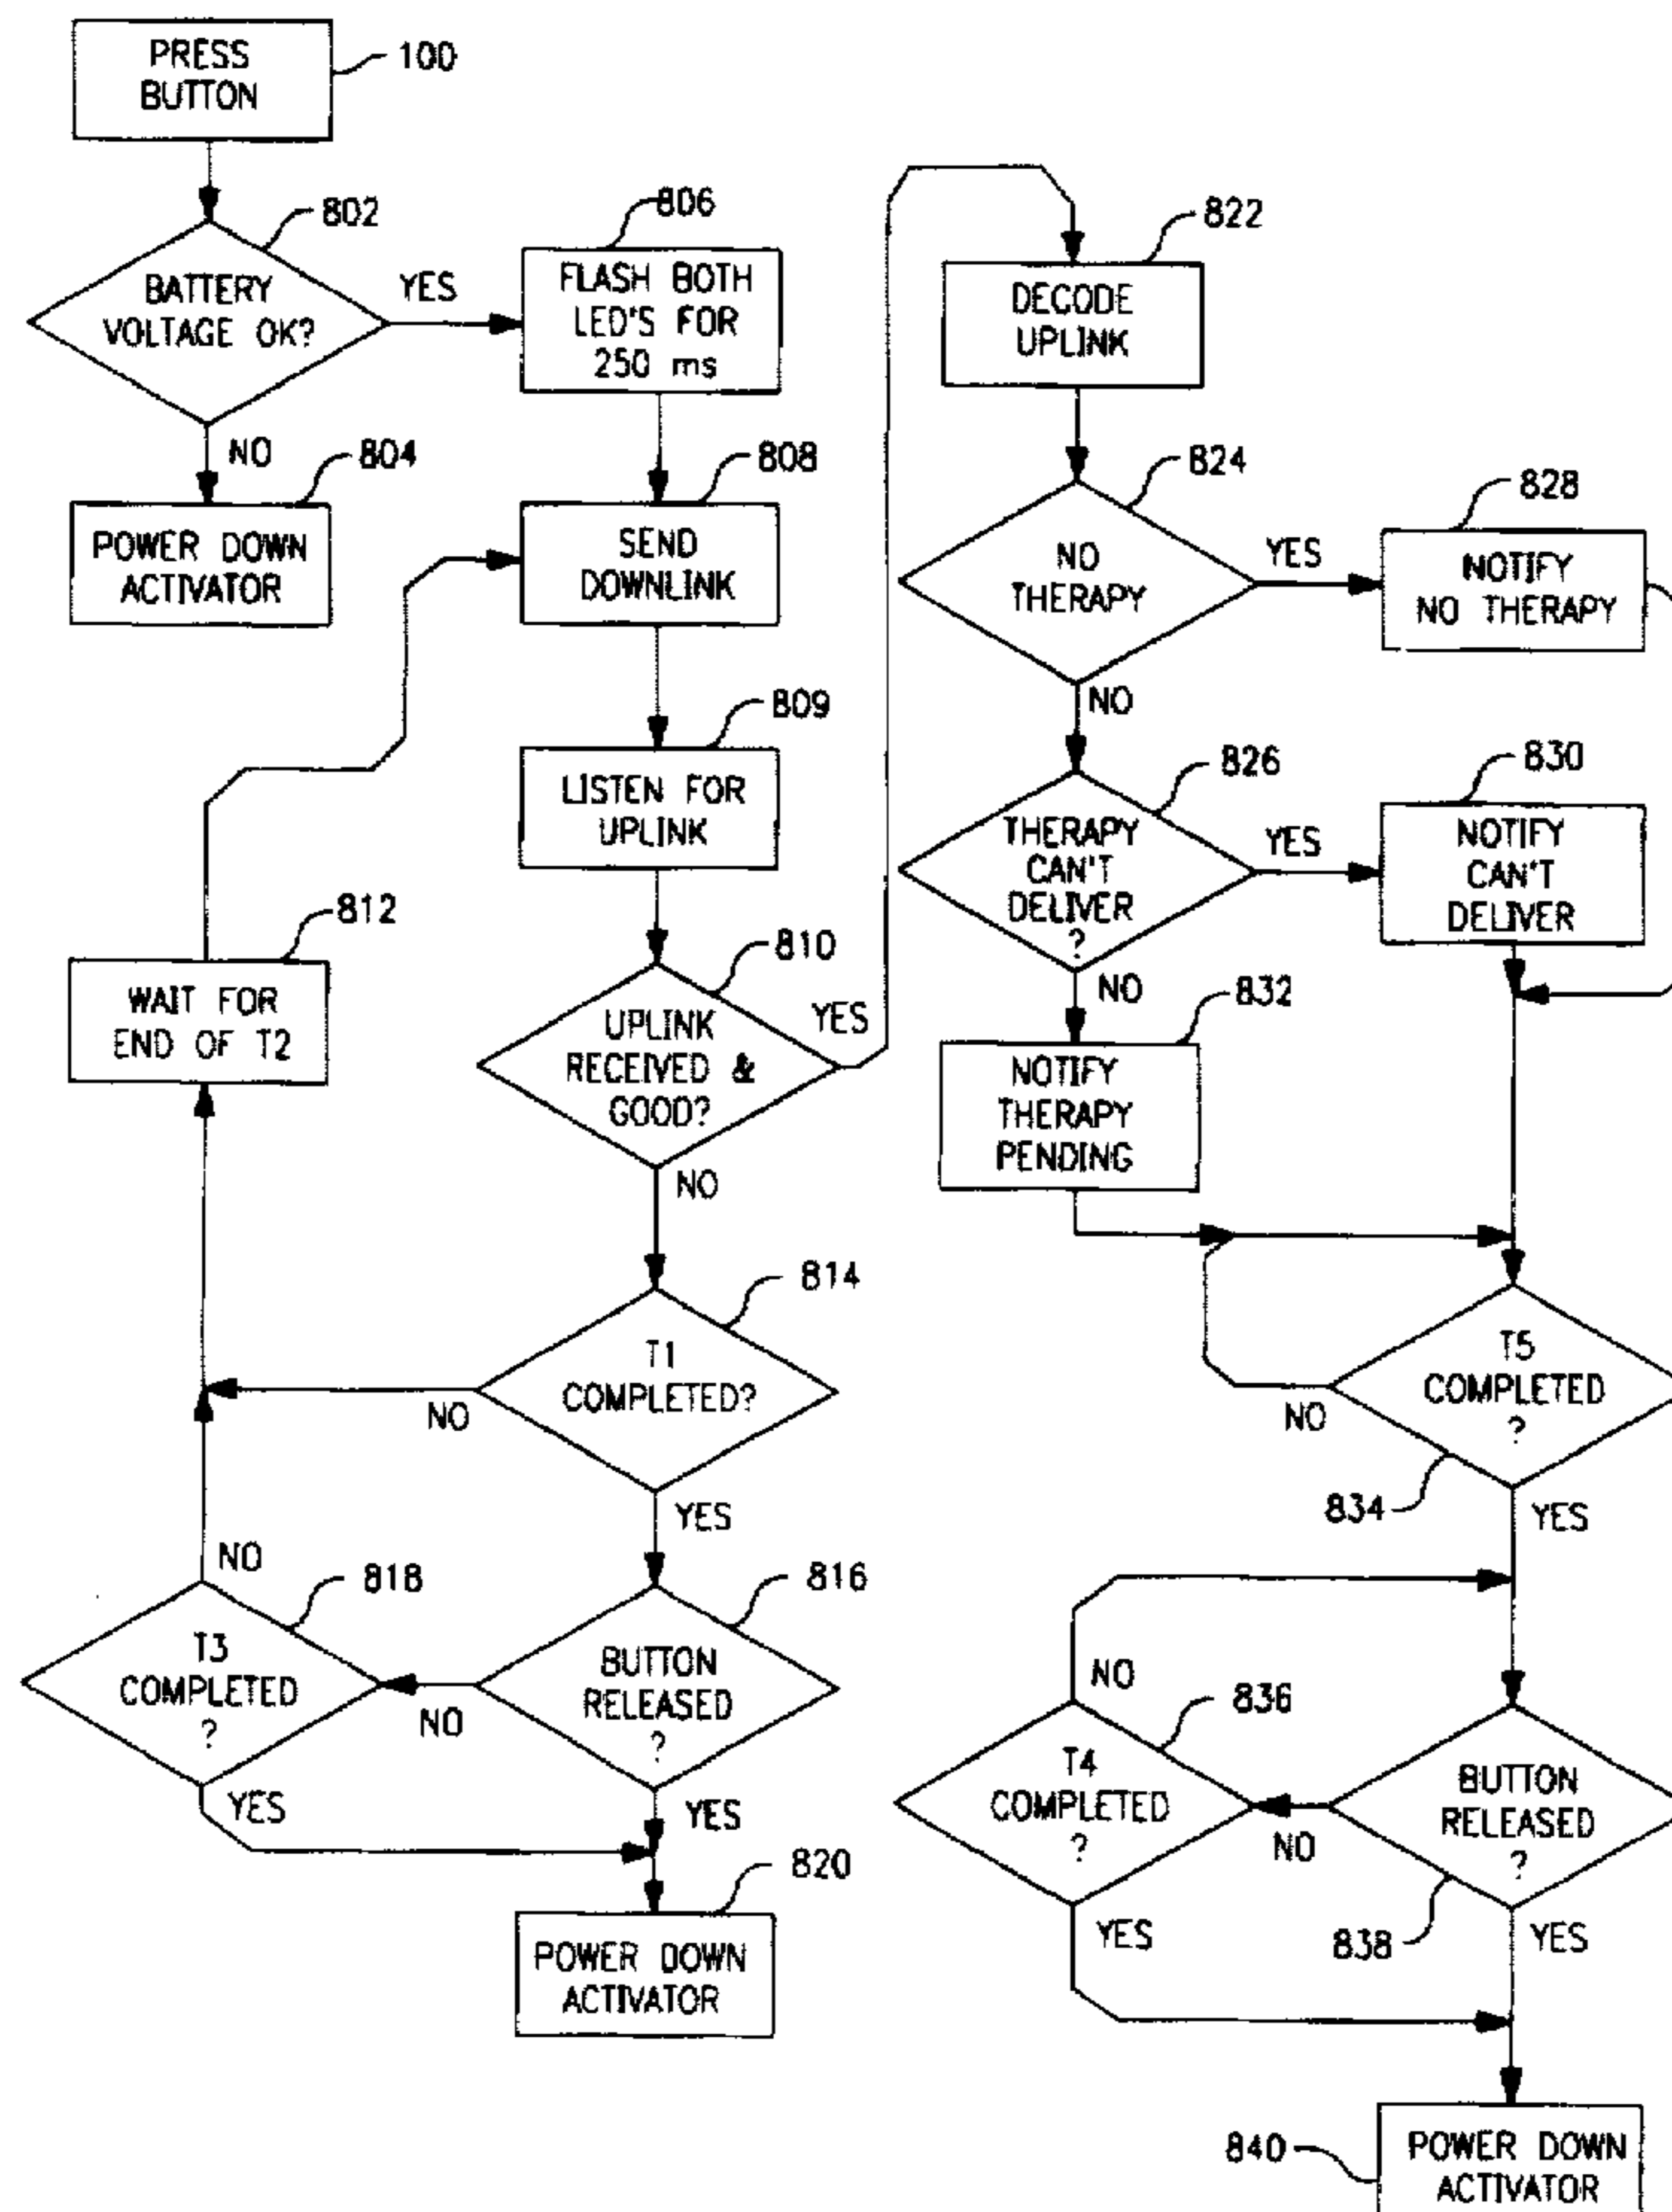 PRESS
BUTTON
100
802
BATTERY
VOLTAGE OK?
YES
NO
804
POWER DOWN
ACTIVATOR
806
FLASH BOTH
LED'S FOR
250 ms
808
SEND
DOWNLINK
809
LISTEN FOR
UPLINK
812
WAIT FOR
END OF T2
810
UPLINK
RECEIVED &
GOOD?
YES
NO
814
T1
COMPLETED?
NO
YES
816
BUTTON
RELEASED
?
NO
YES
818
T3
COMPLETED
?
NO
YES
820
POWER DOWN
ACTIVATOR
822
DECODE
UPLINK
824
NO
THERAPY
YES
NO
828
NOTIFY
NO THERAPY
826
THERAPY
CAN'T
DELIVER
?
YES
NO
830
NOTIFY
CAN'T
DELIVER
832
NOTIFY
THERAPY
PENDING
T5
COMPLETED
?
NO
834
YES
836
T4
COMPLETED
?
NO
YES
BUTTON
RELEASED
?
NO
838
YES
840
POWER DOWN
ACTIVATOR